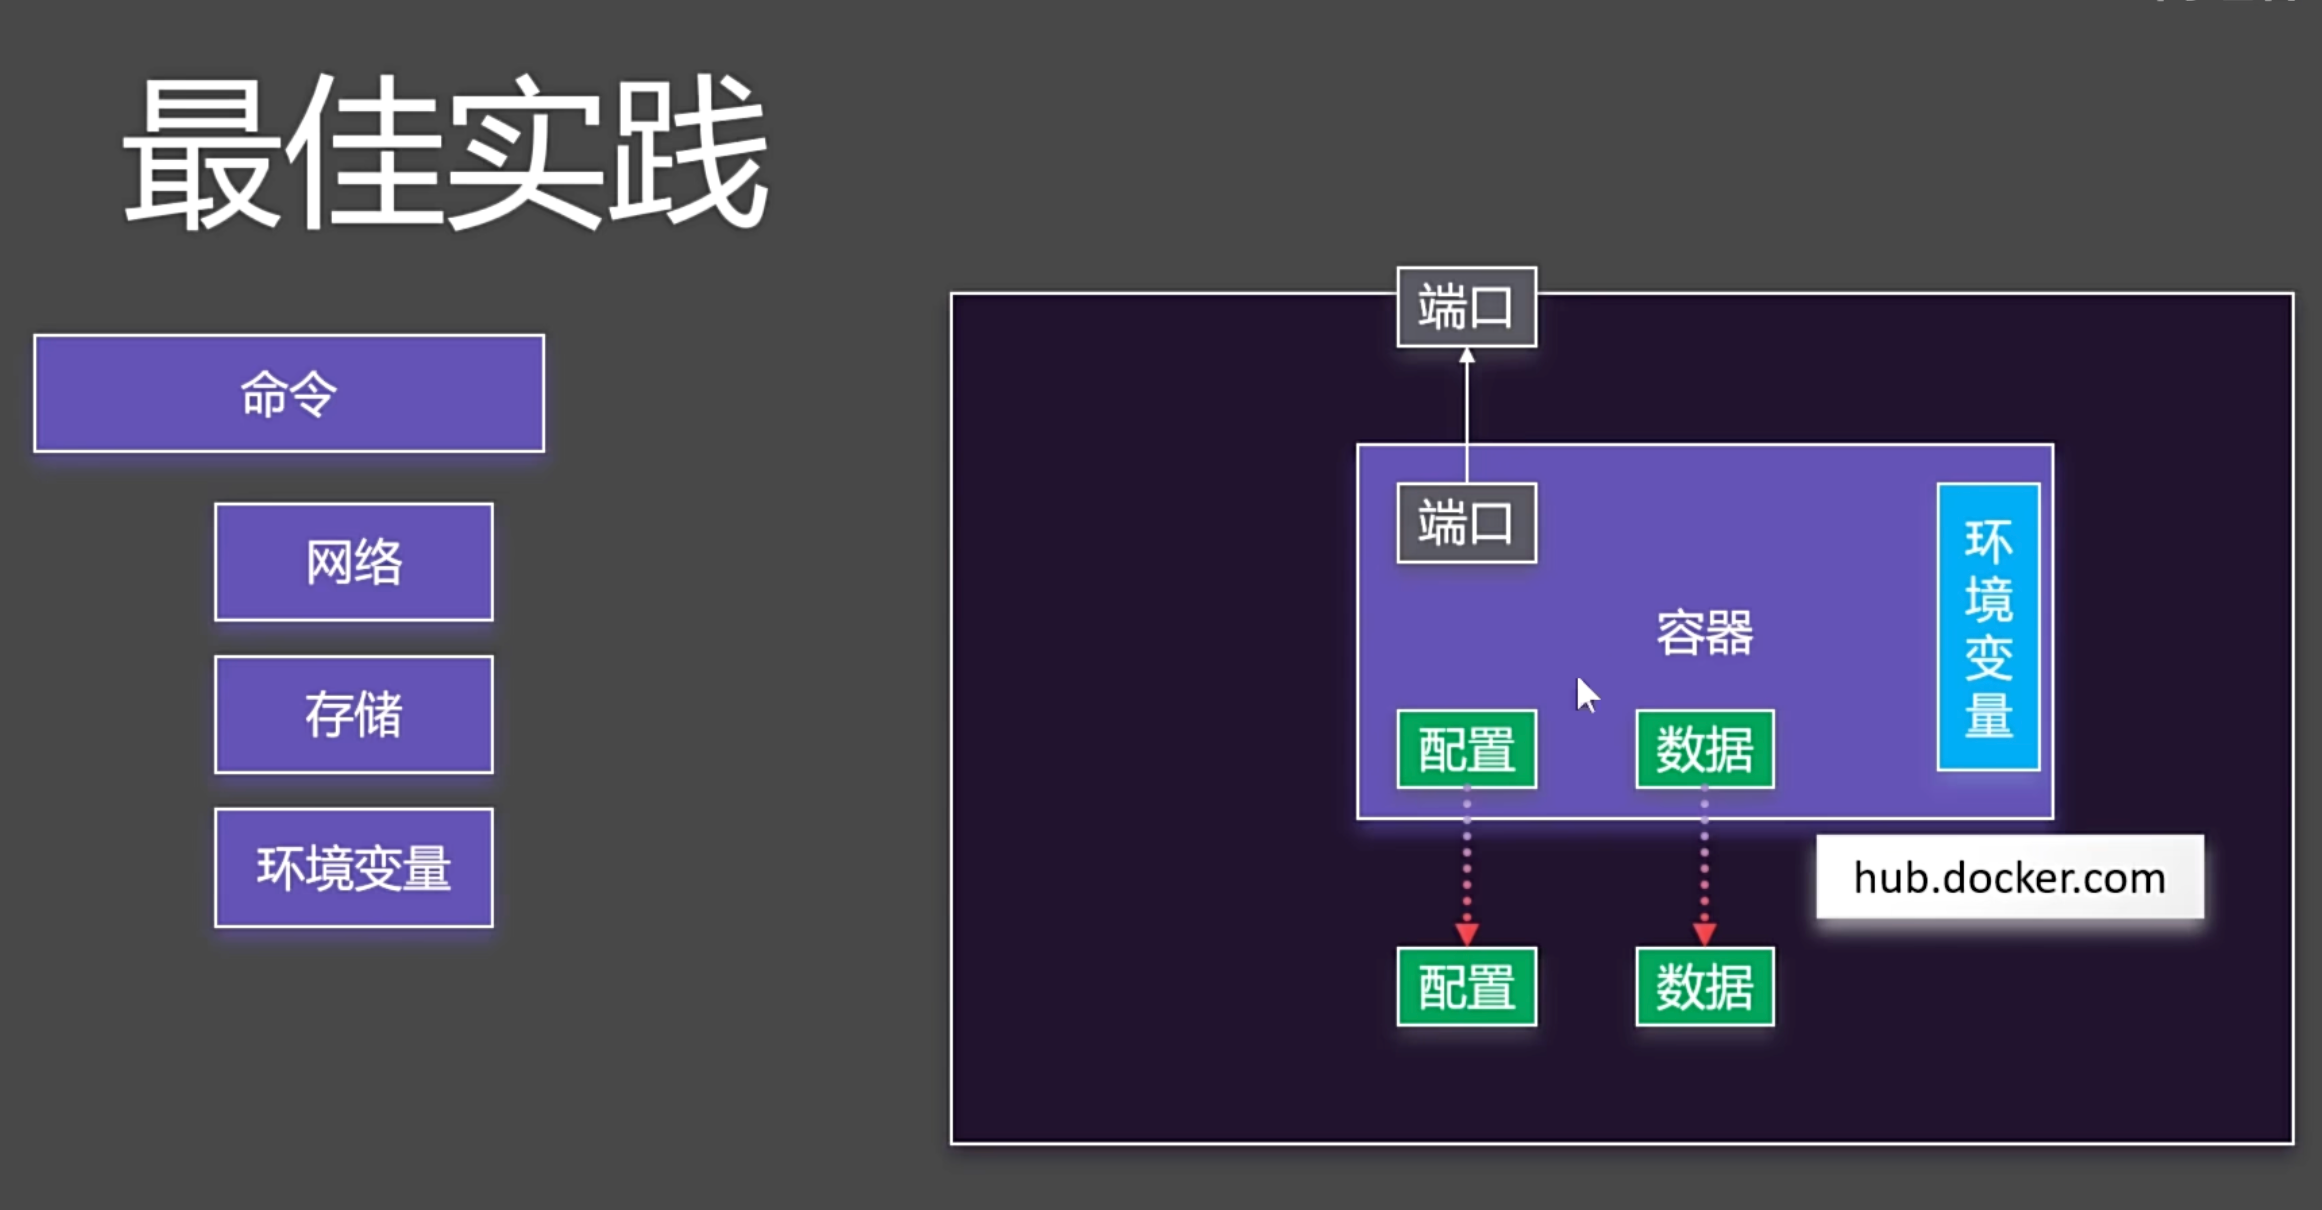 最佳实践
命令
网络
存储
环境变量
端口
端口
容器
环境变量
配置
数据
hub.docker.com
配置
数据